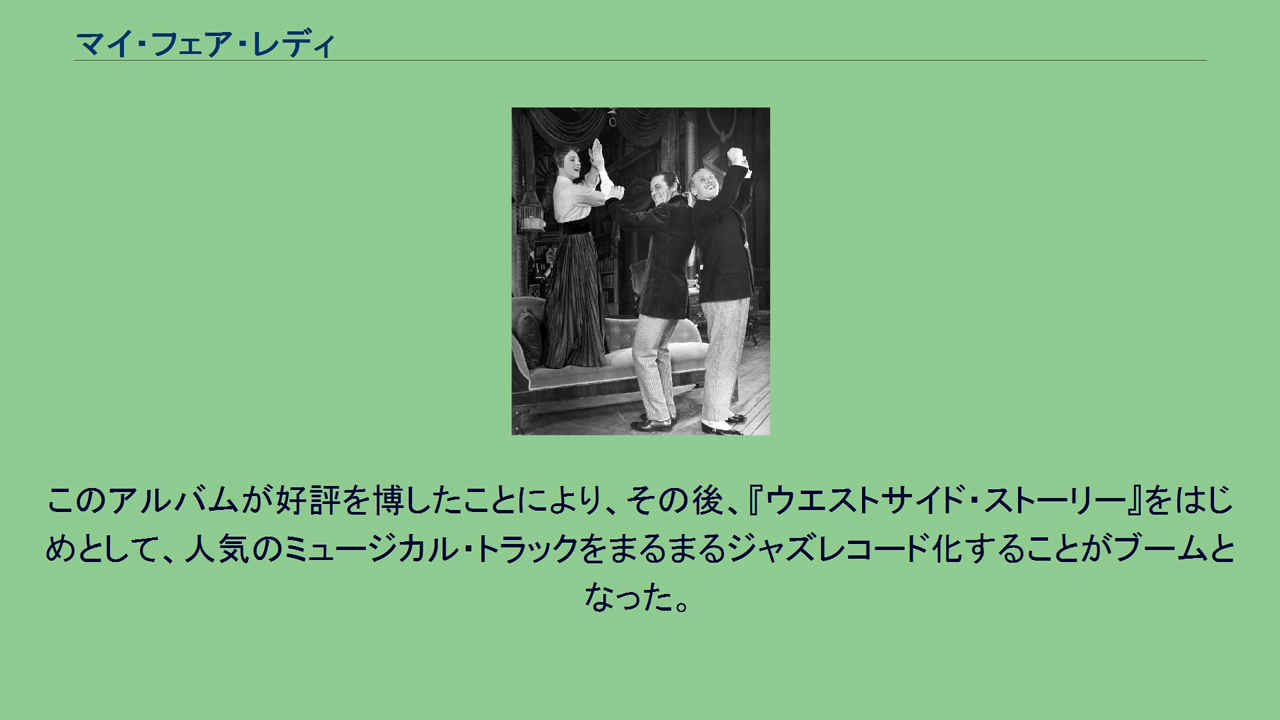 マイ・フェア・レディ
このアルバムが好評を博したことにより、その後、『ウエストサイド・ストーリー』をはじ
めとして、人気のミュージカル・トラックをまるまるジャズレコード化することがブームと
なった。